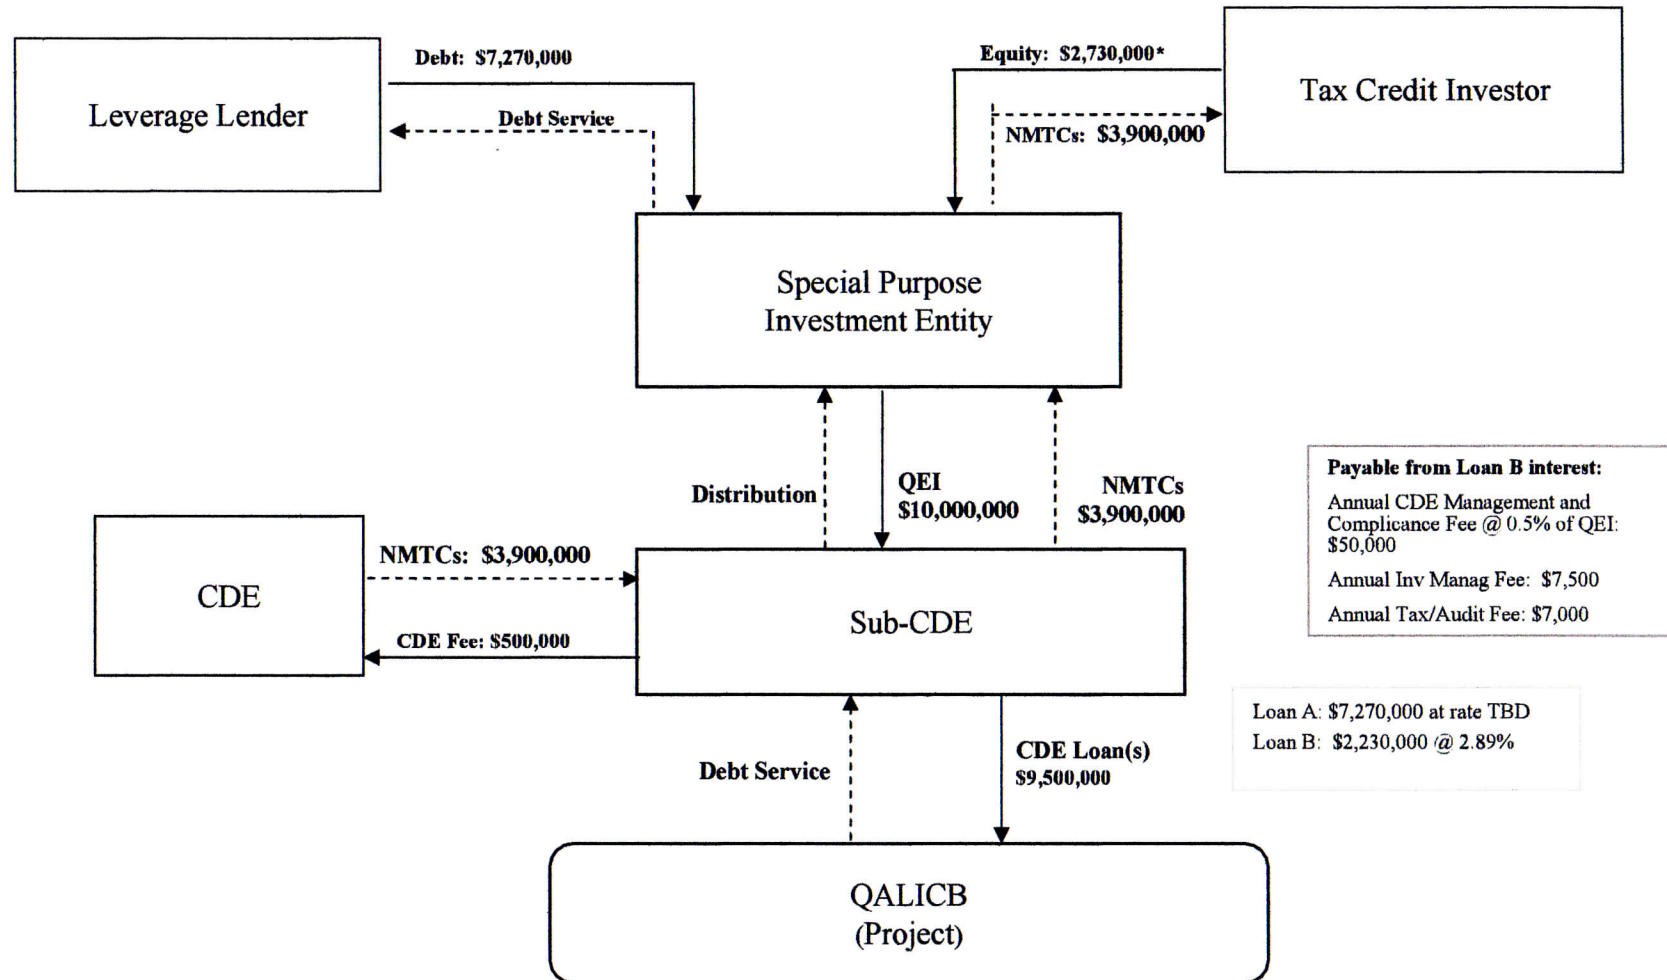 Debt: $7,270,000
Equity: $2,730,000*
Leverage Lender
Tax Credit Investor
Debt Service
NMTCs: $3,900,000
Special Purpose
Investment Entity
Distribution
QEI
$10,000,000
NMTCs
$3,900,000
Payable from Loan B interest:
Annual CDE Management and
Complicance Fee @ 0.5% of QEI:
$50,000
Annual Inv Manag Fee: $7,500
Annual Tax/Audit Fee: $7,000
CDE
NMTCs: $3,900,000
CDE Fee: $500,000
Sub-CDE
Loan A: $7,270,000 at rate TBD
Loan B: $2,230,000 @ 2.89%
Debt Service
CDE Loan(s)
$9,500,000
QALICB
(Project)